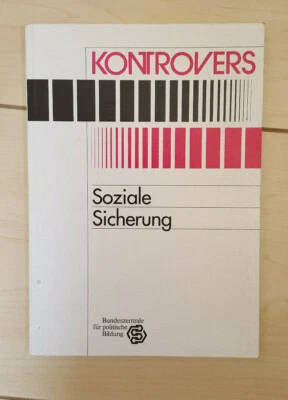 KONTROVERS
Soziale
Sicherung
Bundeszentrale
für politische
Bildung